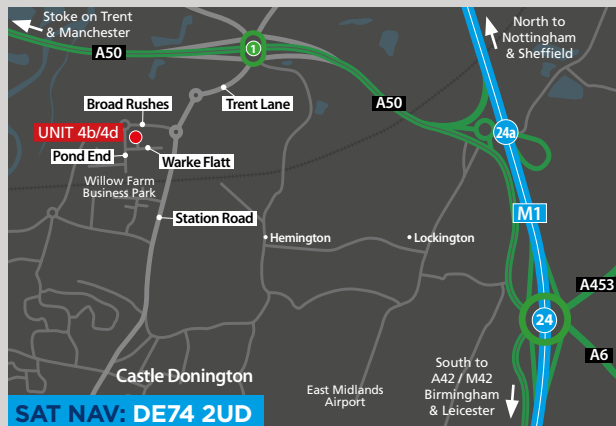 Stoke on Trent
& Manchester
A50
1
North to
Nottingham
& Sheffield
Broad Rushes
Trent Lane
A50
UNIT 4b/4d
24a
Pond End
Warke Flatt
Willow Farm
Business Park
M1
Station Road
Hemington
Lockington
A453
24
A6
South to
A42 / M42
Birmingham
& Leicester
Castle Donington
East Midlands
Airport
SAT NAV: DE74 2UD